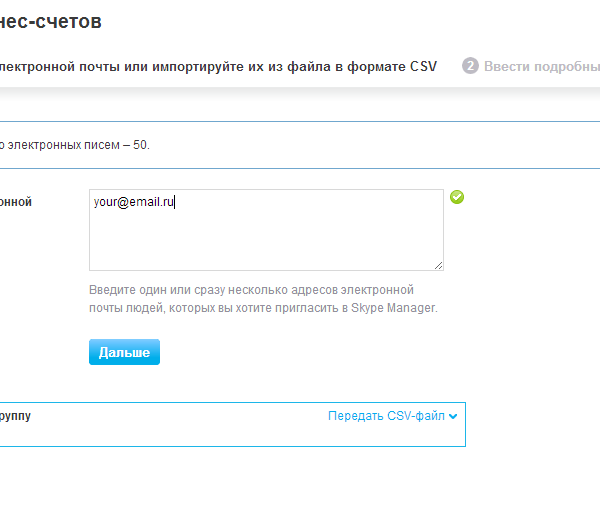 нес-счетов
лектронной почты или импортируйте их из файла в формате CSV 2 Ввести подробны
о электронных писем – 50.
онной
your@email.ru
Введите один или сразу несколько адресов электронной
почты людей, которых вы хотите пригласить в Skype Manager.
Дальше
руппу Передать CSV-файл